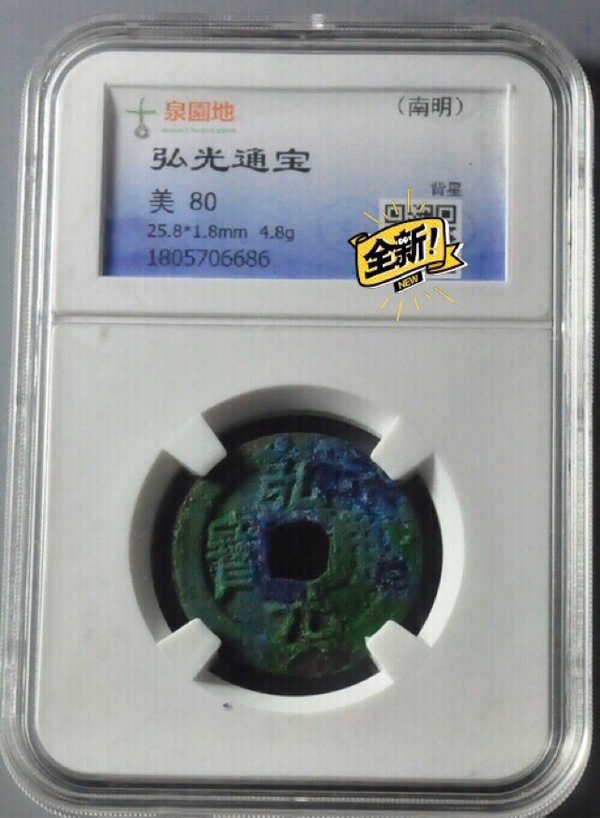 泉園地
（南明）
弘光通宝
美 80
背星
25.8*1.8mm 4.8g
1805706686
全新!
NEW
弘
寶
光